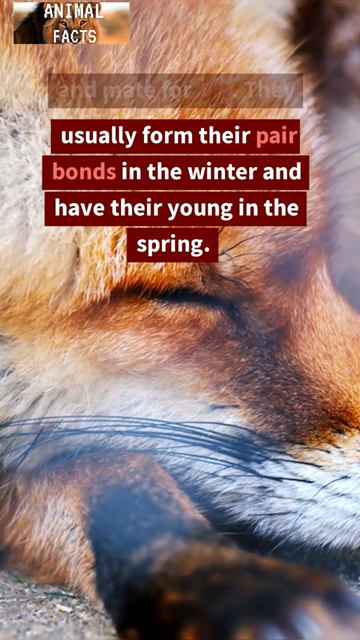 ANIMAL
FACTS
and mate for They
usually form their pair
bonds in the winter and
have their young in the
spring.